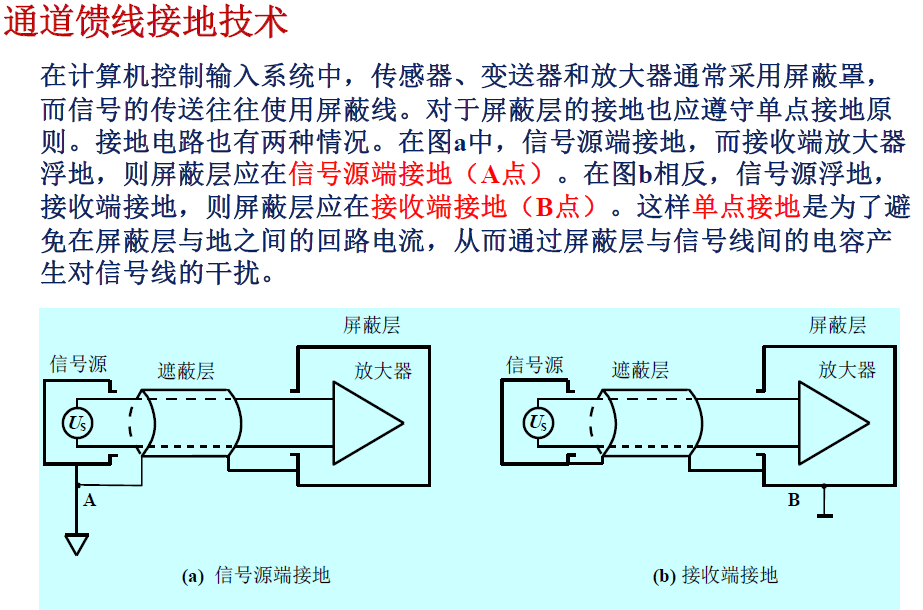 通道馈线接地技术
在计算机控制输入系统中，传感器、变送器和放大器通常采用屏蔽罩，
而信号的传送往往使用屏蔽线。对于屏蔽层的接地也应遵守单点接地原
则。接地电路也有两种情况。在图a中，信号源端接地，而接收端放大器
浮地，则屏蔽层应在信号源端接地（A点）。在图b相反，信号源浮地，
接收端接地，则屏蔽层应在接收端接地（B点）。这样单点接地是为了避
免在屏蔽层与地之间的回路电流，从而通过屏蔽层与信号线间的电容产
生对信号线的干扰。
屏蔽层
信号源
遮蔽层
放大器
US
A
(a) 信号源端接地
屏蔽层
信号源
遮蔽层
放大器
US
B
(b) 接收端接地